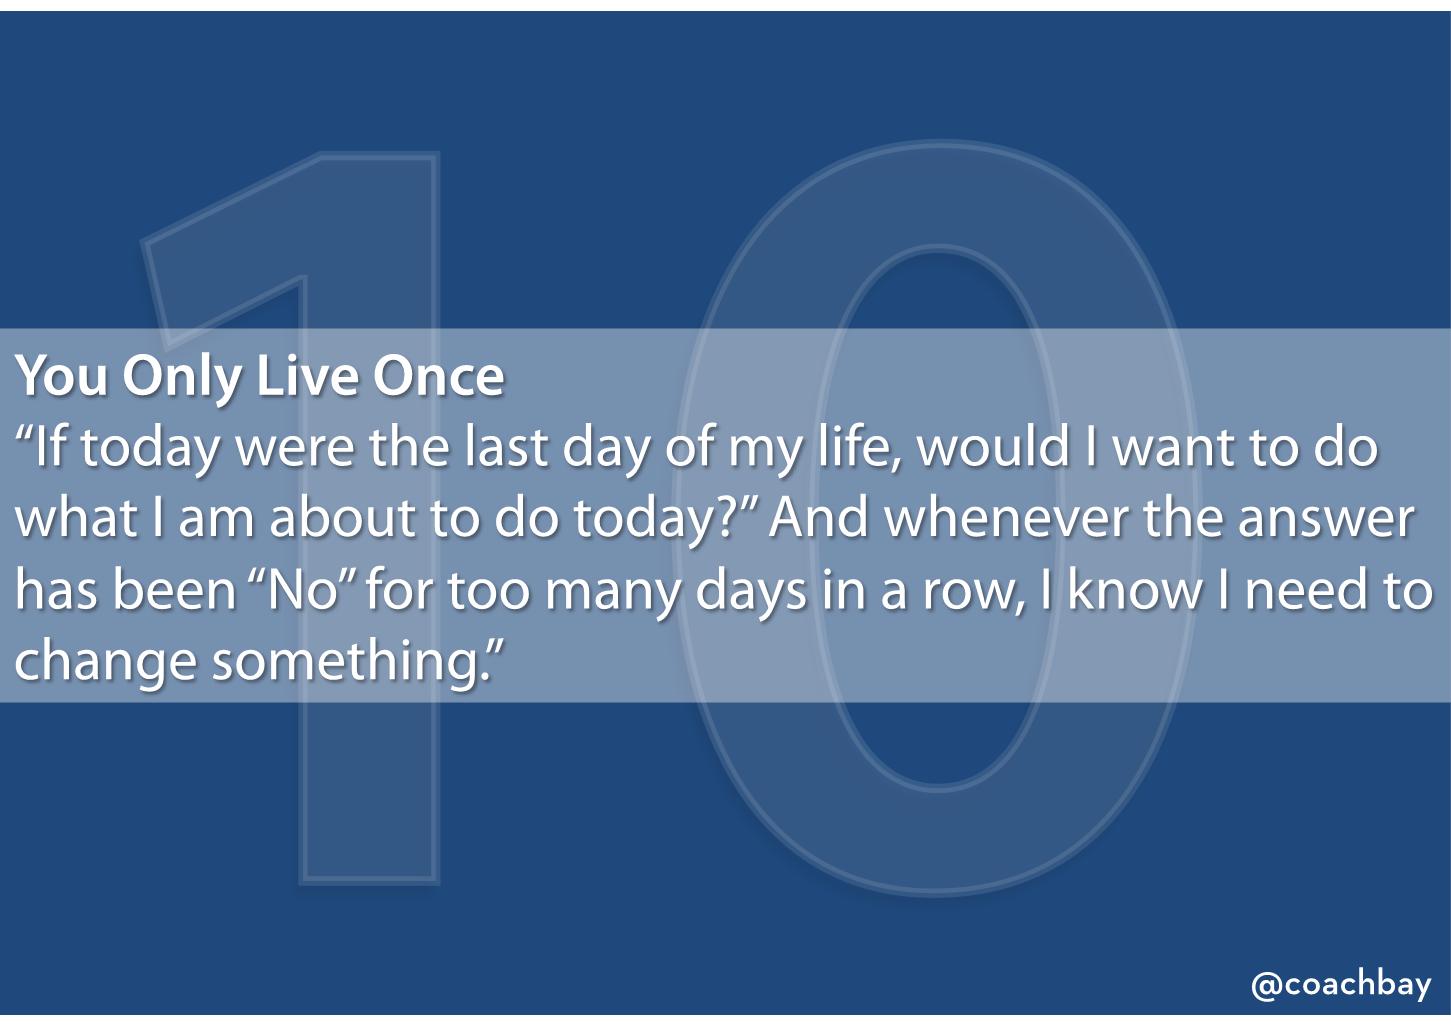 10
You Only Live Once
“If today were the last day of my life, would I want to do
what I am about to do today?” And whenever the answer
has been “No” for too many days in a row, I know I need to
change something.”
@coachbay